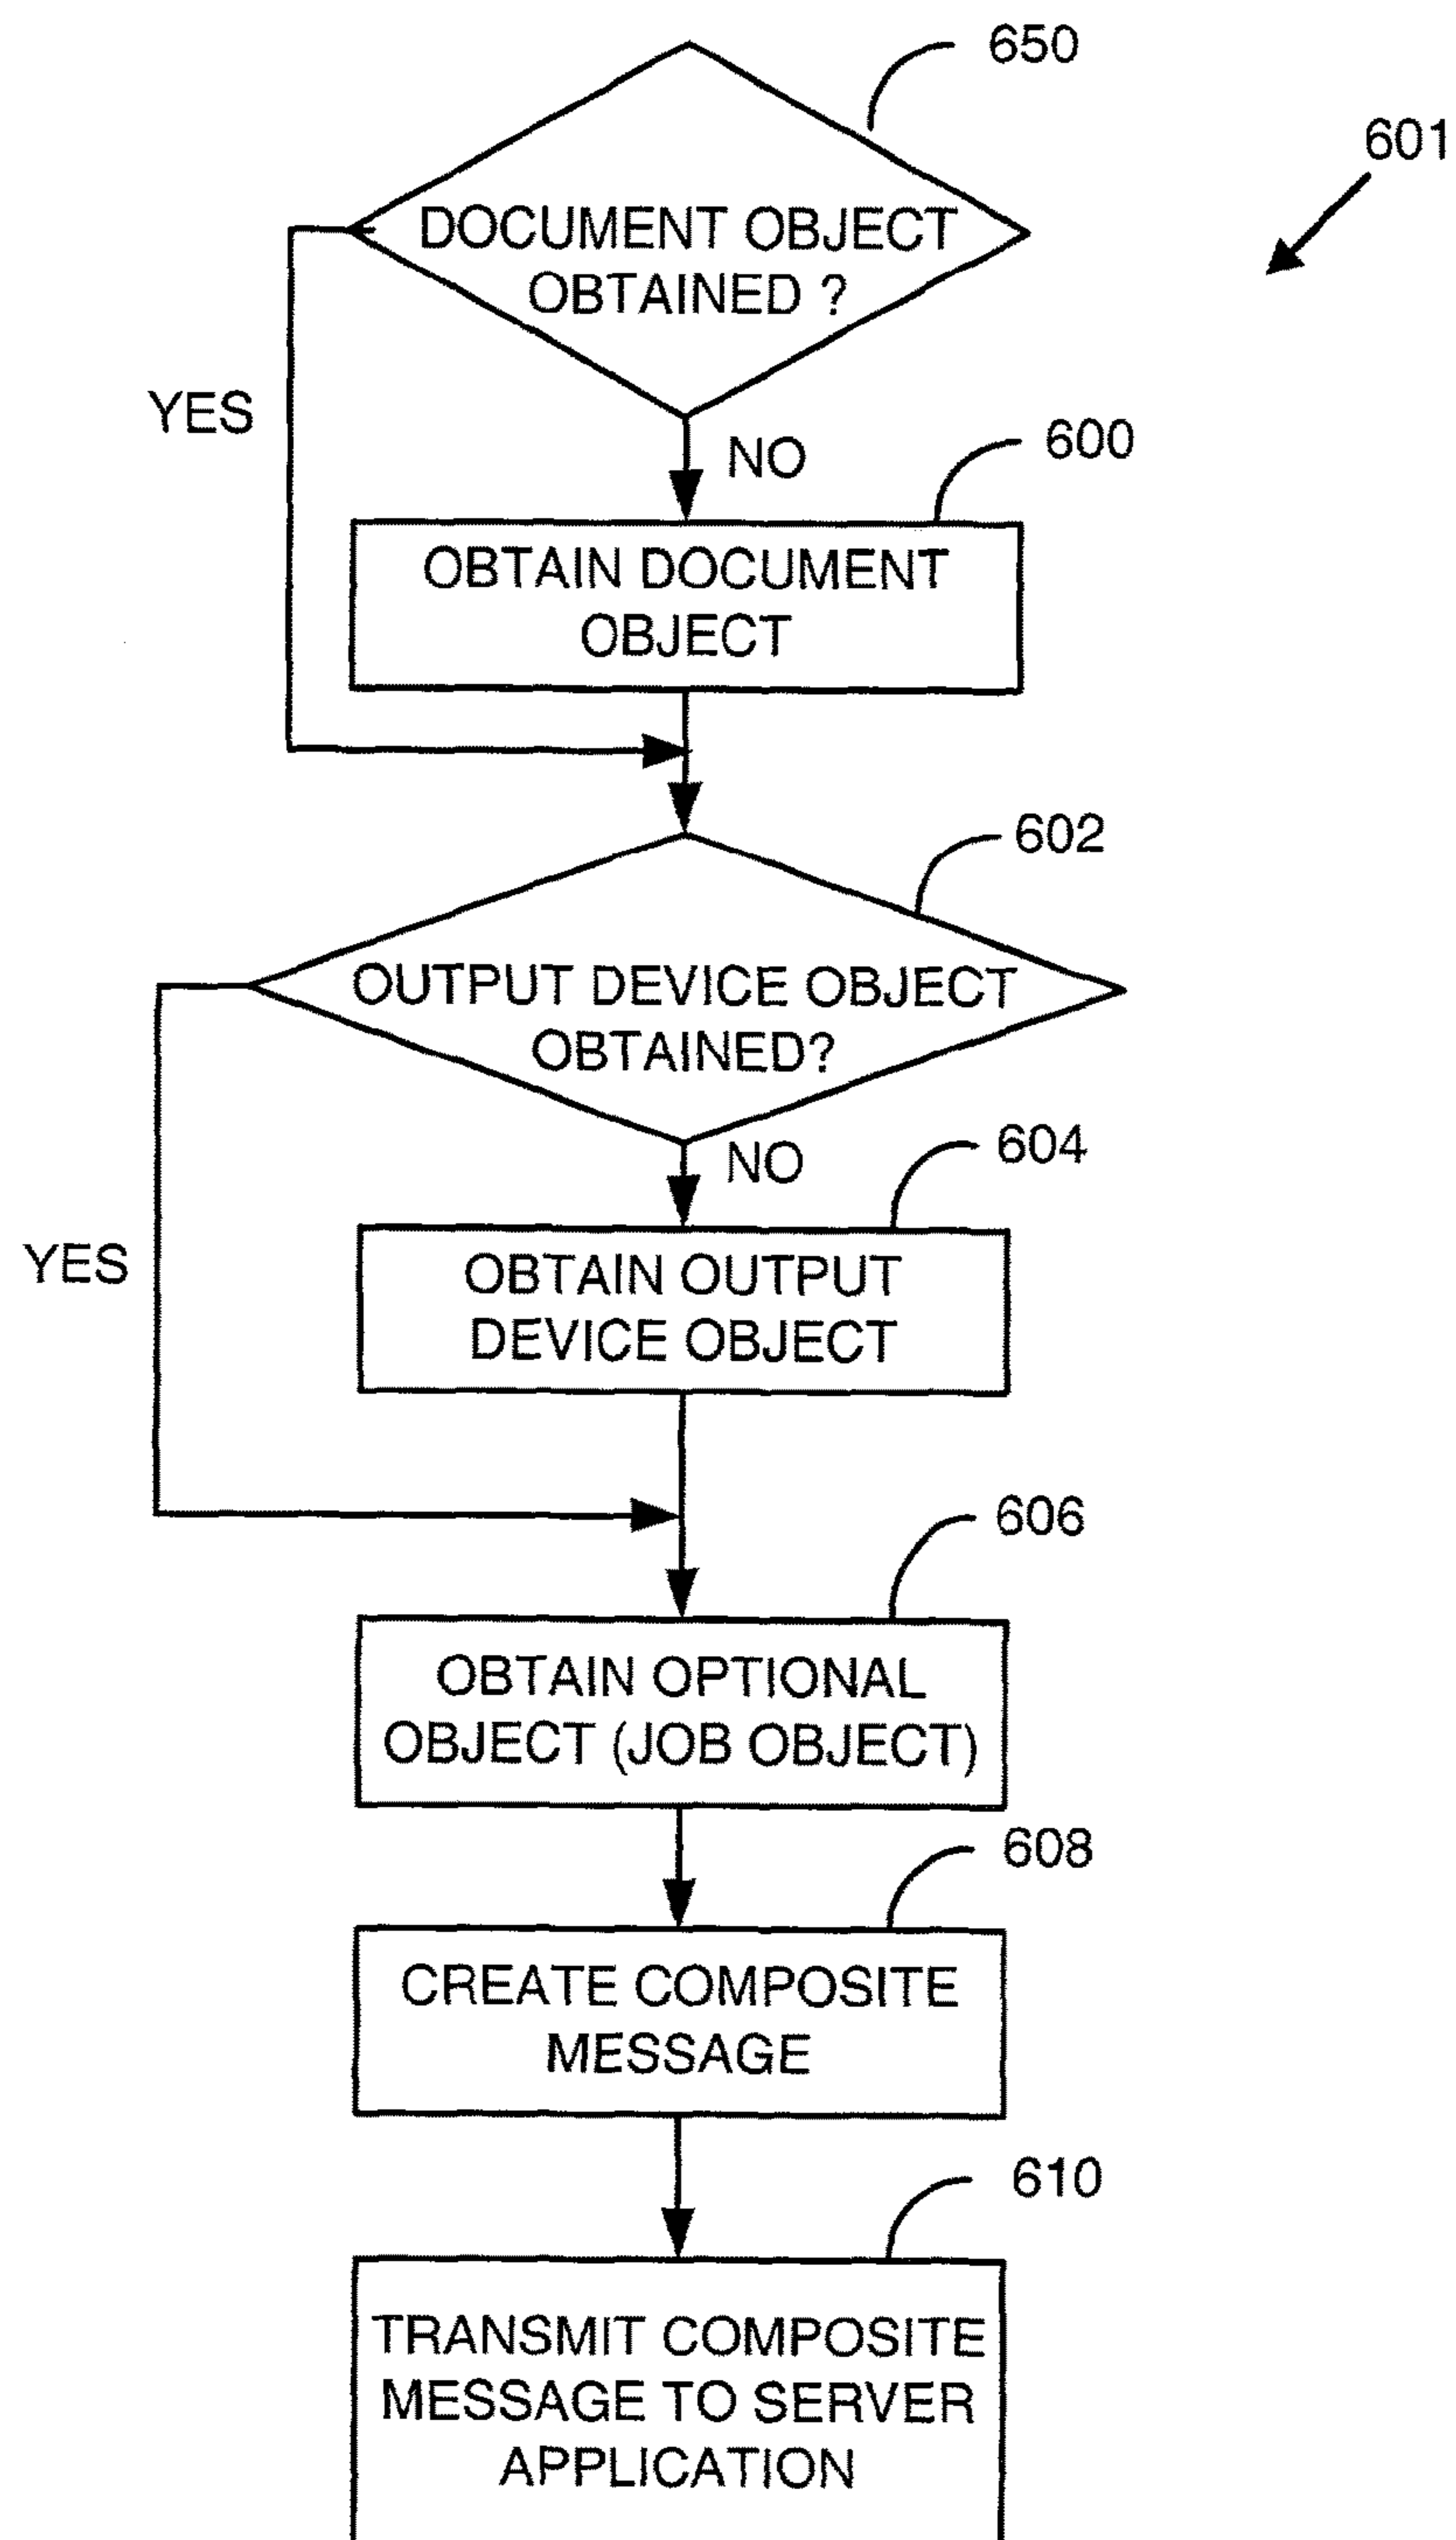 650
601
DOCUMENT OBJECT
OBTAINED ?
YES
NO
600
OBTAIN DOCUMENT
OBJECT
602
OUTPUT DEVICE OBJECT
OBTAINED?
NO
604
YES
OBTAIN OUTPUT
DEVICE OBJECT
606
OBTAIN OPTIONAL
OBJECT (JOB OBJECT)
608
CREATE COMPOSITE
MESSAGE
610
TRANSMIT COMPOSITE
MESSAGE TO SERVER
APPLICATION